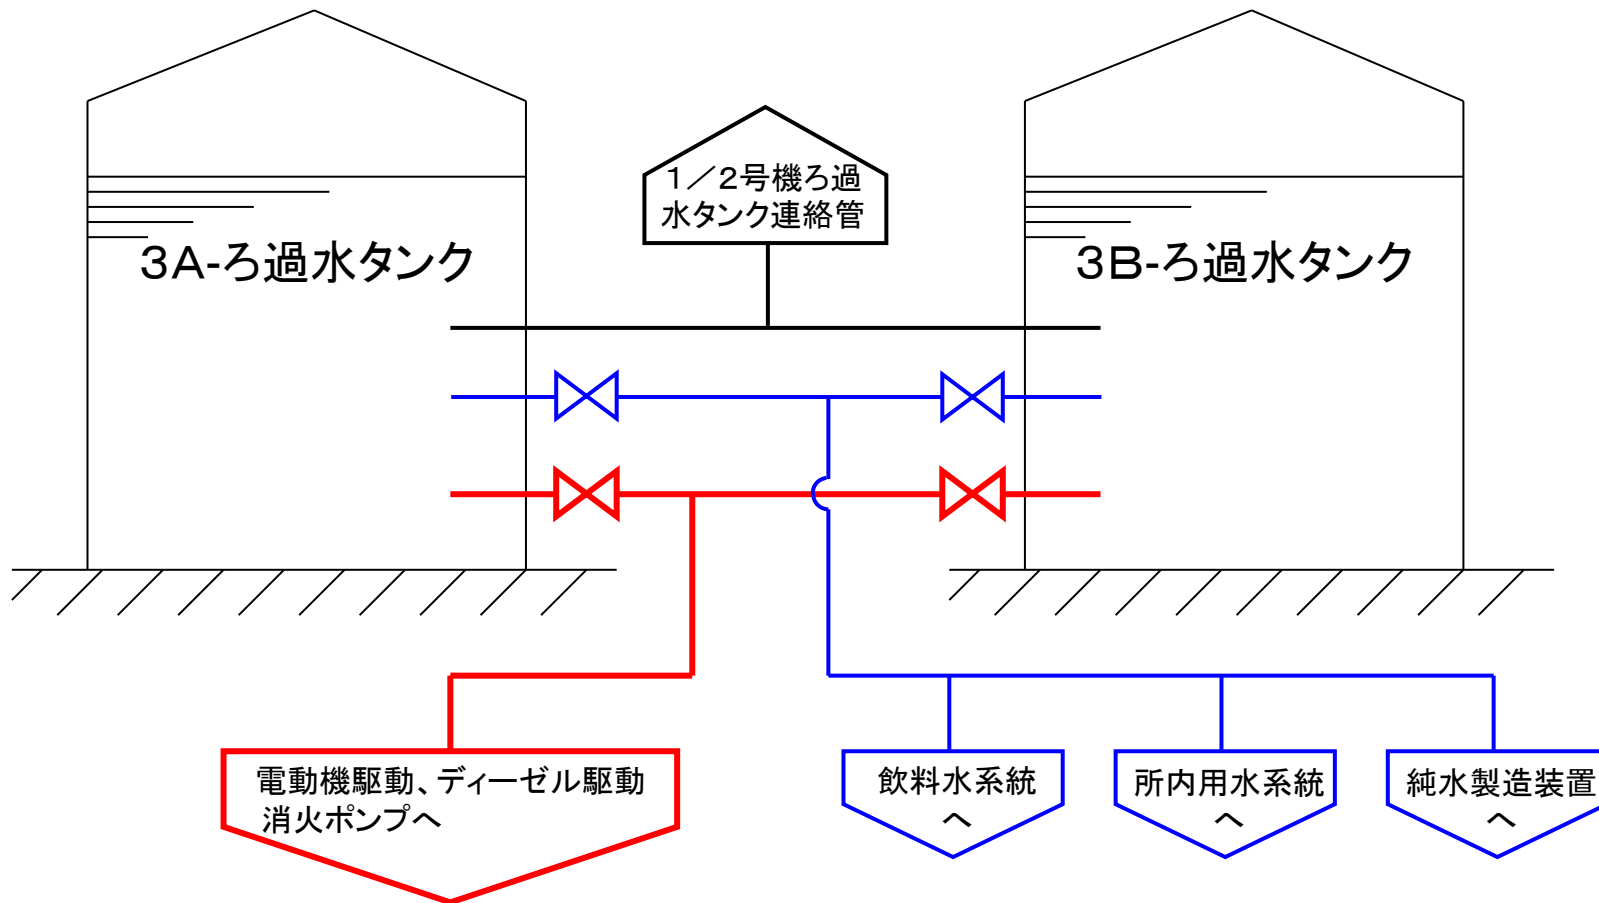 1／2号機ろ過
水タンク連絡管
3A-ろ過水タンク
3B-ろ過水タンク
電動機駆動、ディーゼル駆動
消火ポンプへ
飲料水系統
へ
所内用水系統
へ
純水製造装置
へ